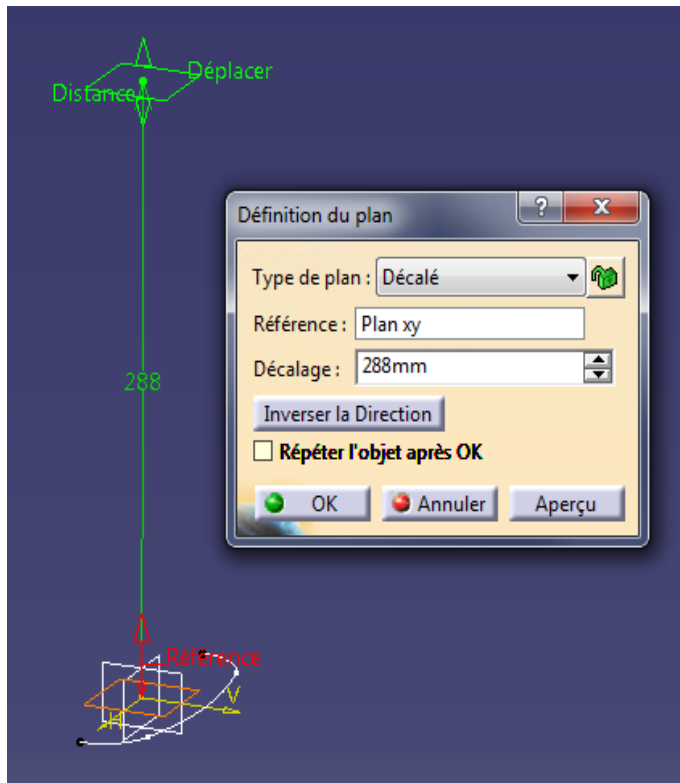 Déplacer
Distance
Définition du plan
?
X
Type de plan : Décalé
Référence : Plan xy
288
Décalage : 288mm
Inverser la Direction
Répéter l'objet après OK
OK Annuler Aperçu
Référence
V
H